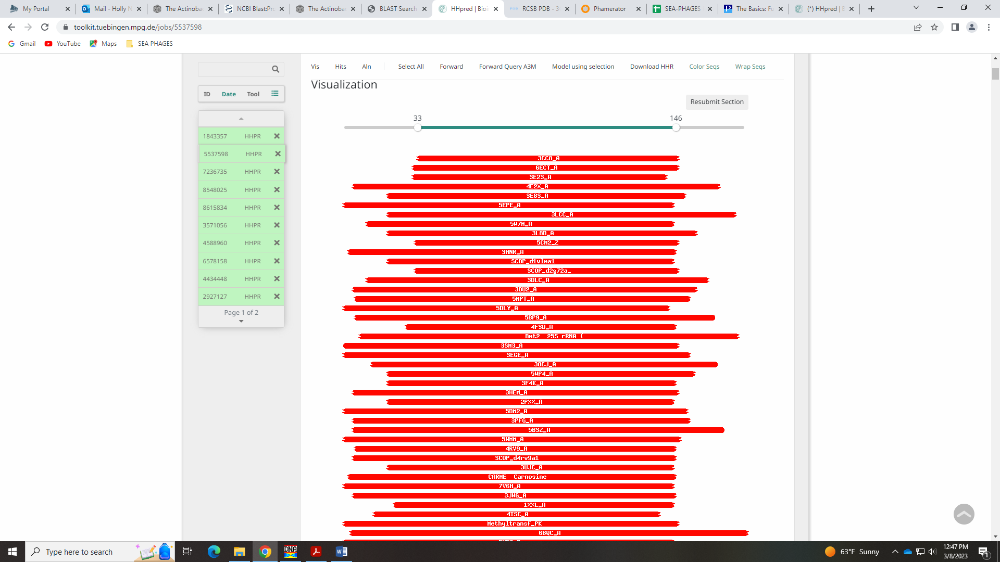 My Portal
Mail - Holly N
The Actinoba
NCBI Blast:Pro
The Actinoba
BLAST Search
HHpred | Bioi
RCSB PDB - 3
Phamerator
SEA-PHAGES
The Basics: Fu
(*) HHpred | B
toolkit.tuebingen.mpg.de/jobs/5537598
Gmail
YouTube
Maps
SEA PHAGES
Vis Hits Aln Select All Forward Forward Query A3M Model using selection Download HHR Color Seqs Wrap Seqs
Visualization
ID Date Tool
Resubmit Section
33 146
1843357 HHPR
5537598 HHPR
7236735 HHPR
8548025 HHPR
8615834 HHPR
3571056 HHPR
4588960 HHPR
6578158 HHPR
4434448 HHPR
2927127 HHPR
Page 1 of 2
3CC8_A
6ECT_A
3E23_A
4E2X_A
3E8S_A
5EPE_A
3LCC_A
5W7M_A
3L8D_A
5CM2_Z
3HNR_A
SCOP_d1vlma1
SCOP_d2g72a_
3DLC_A
3OU2_A
5MPT_A
5DLY_A
5BP9_A
4FSD_A
Bmt2 25S rRNA (
3SM3_A
3EGE_A
3OCJ_A
5WP4_A
3F4K_A
3HEM_A
2PXX_A
5DM2_A
3PFG_A
5BSZ_A
5WMM_A
4RV9_A
SCOP_d4rv9a1
3UJC_A
CARME Carnosine
7V6H_A
3JWG_A
1XXL_A
4ISC_A
Methyltransf_PK
6BQC_A
Type here to search
DNA
63°F Sunny
12:47 PM
3/8/2023
1